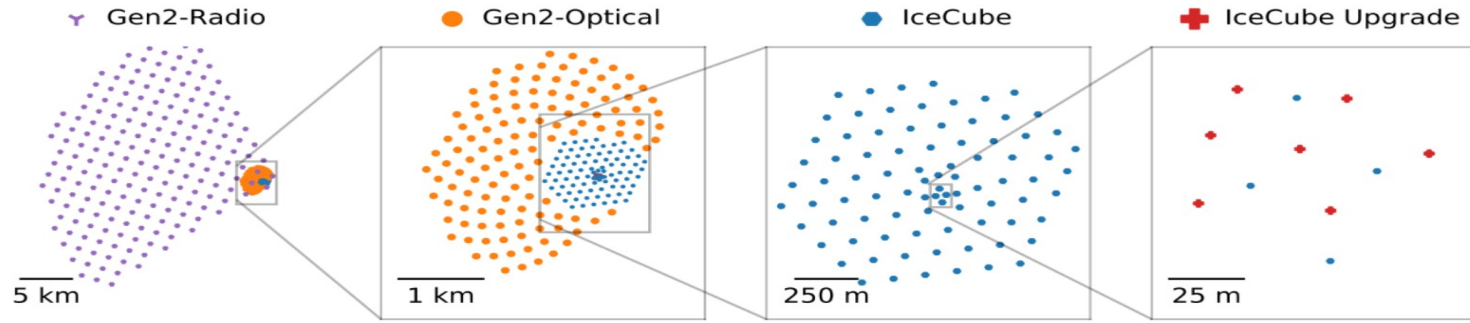 Gen2-Radio
Gen2-Optical
IceCube
IceCube Upgrade
5 km
1 km
250 m
25 m